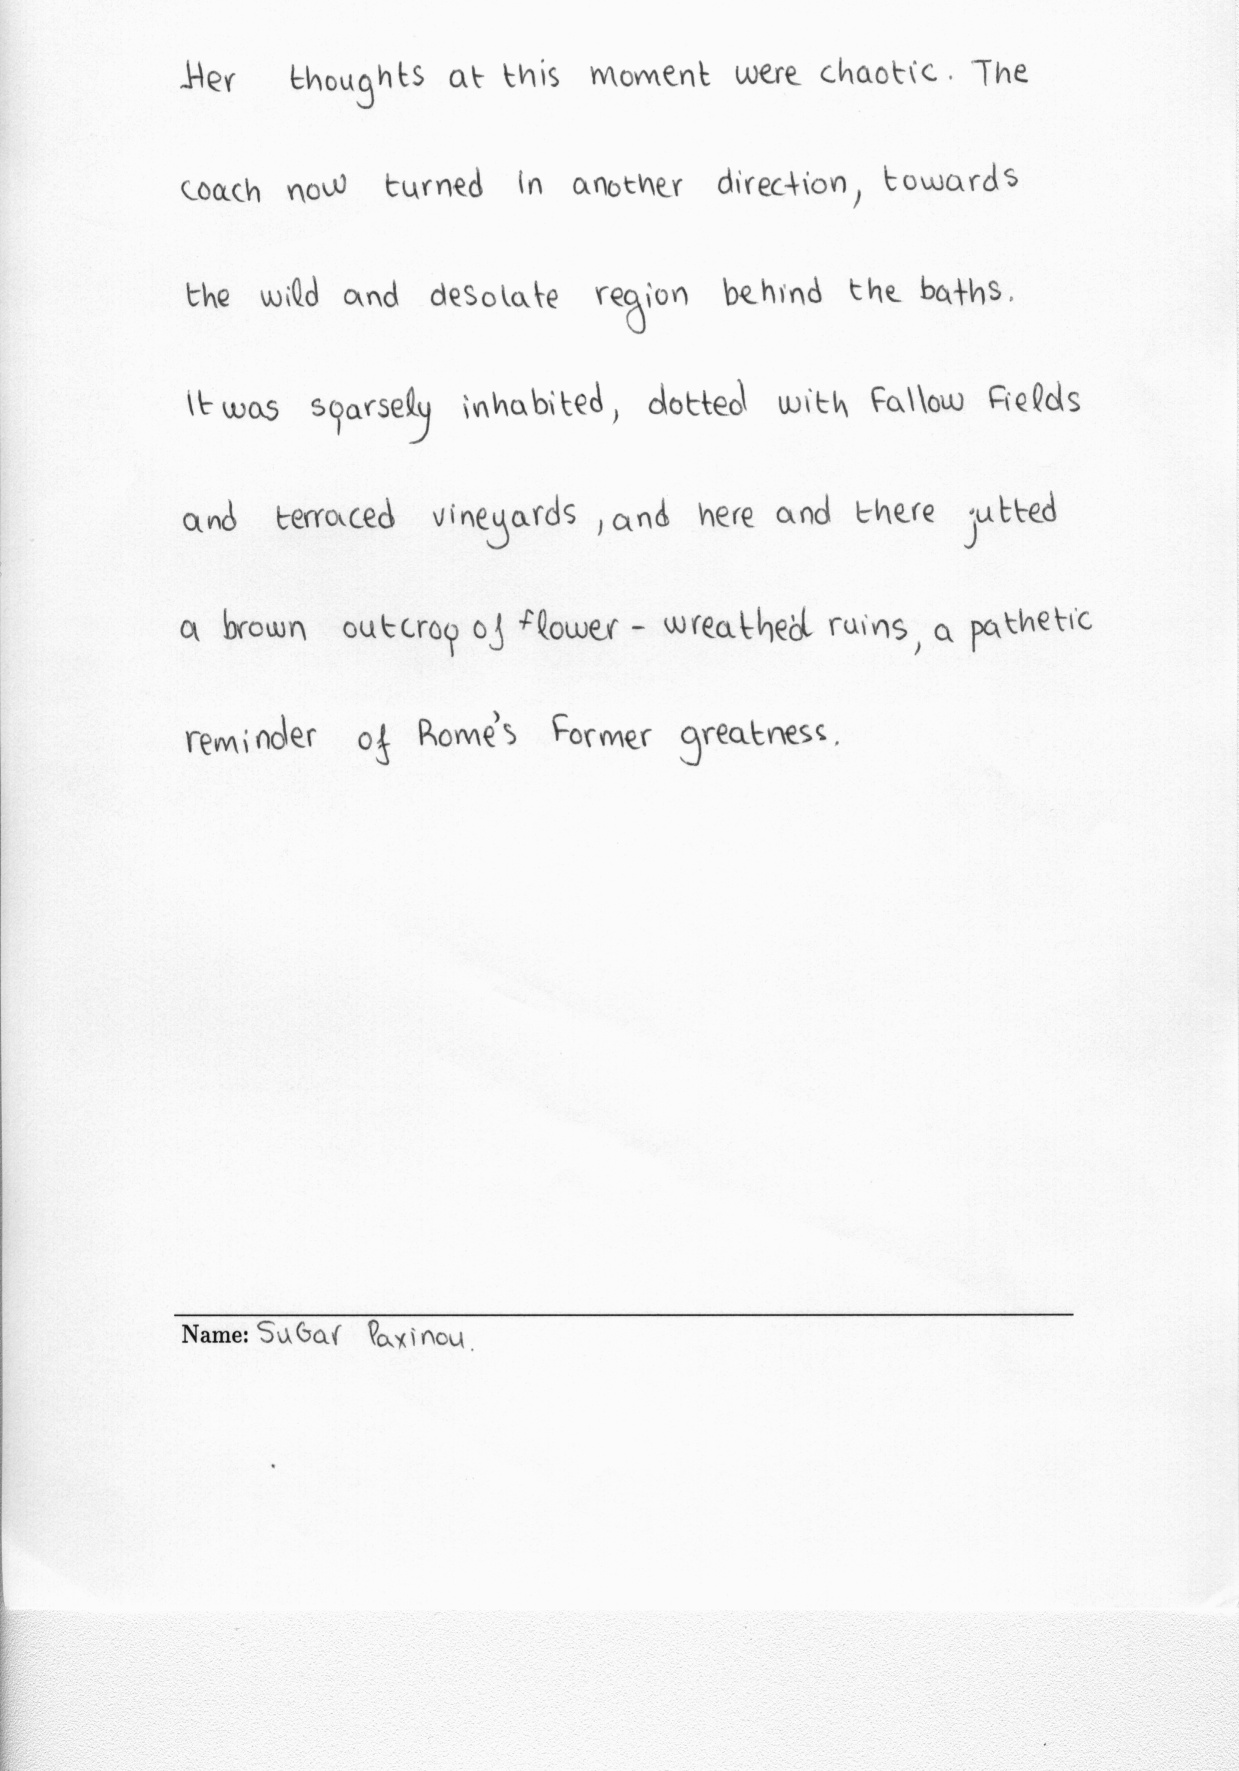 Her thoughts at this moment were chaotic. The
coach now turned in another direction, towards
the wild and desolate region behind the baths.
It was sparsely inhabited, dotted with fallow fields
and terraced vineyards, and here and there jutted
a brown outcrop of flower-wreathed ruins, a pathetic
reminder of Rome's former greatness.
Name: Sugar Paxinou.